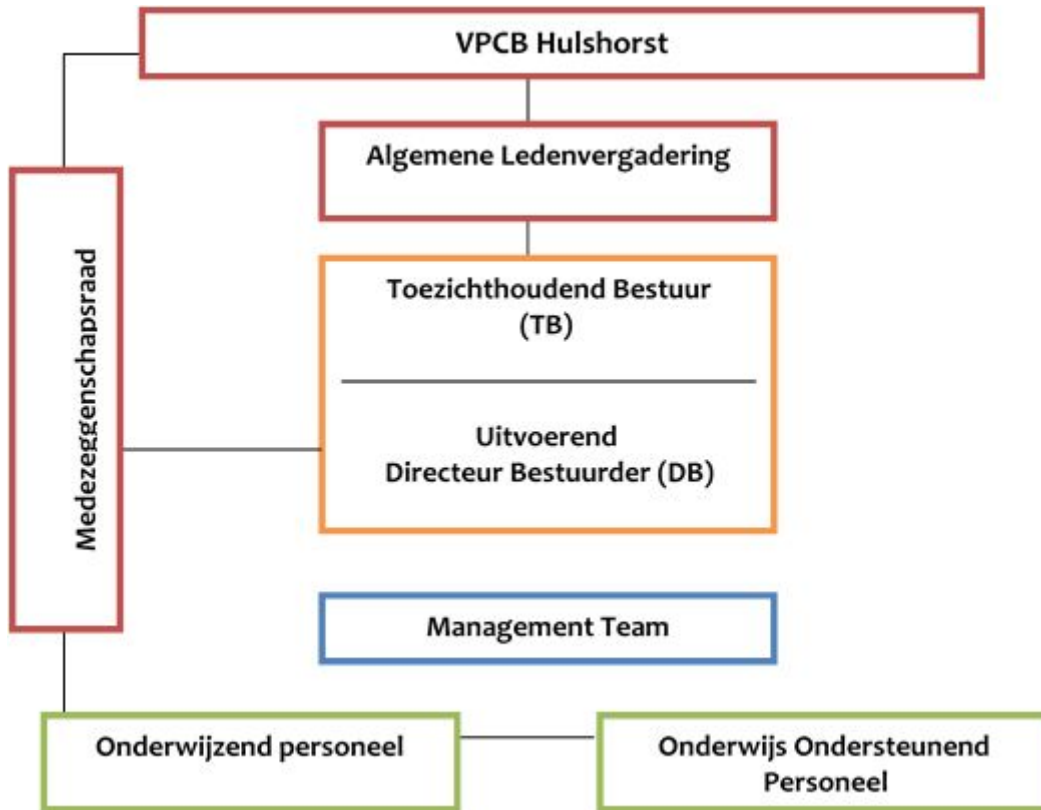 VPCB Hulshorst
Algemene Ledenvergadering
Medezeggenschapsraad
Toezichthoudend Bestuur
(TB)
Uitvoerend
Directeur Bestuurder (DB)
Management Team
Onderwijzend personeel
Onderwijs Ondersteunend
Personeel